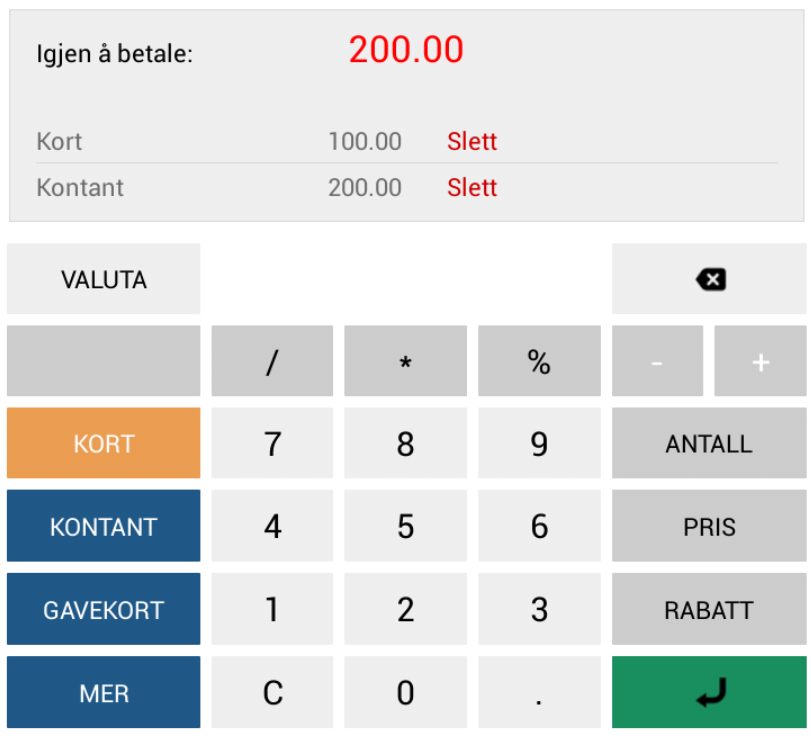 Igjen å betale: 200.00
Kort 100.00 Slett
Kontant 200.00 Slett
VALUTA
/ * % - +
KORT 7 8 9 ANTALL
KONTANT 4 5 6 PRIS
GAVEKORT 1 2 3 RABATT
MER C 0 .